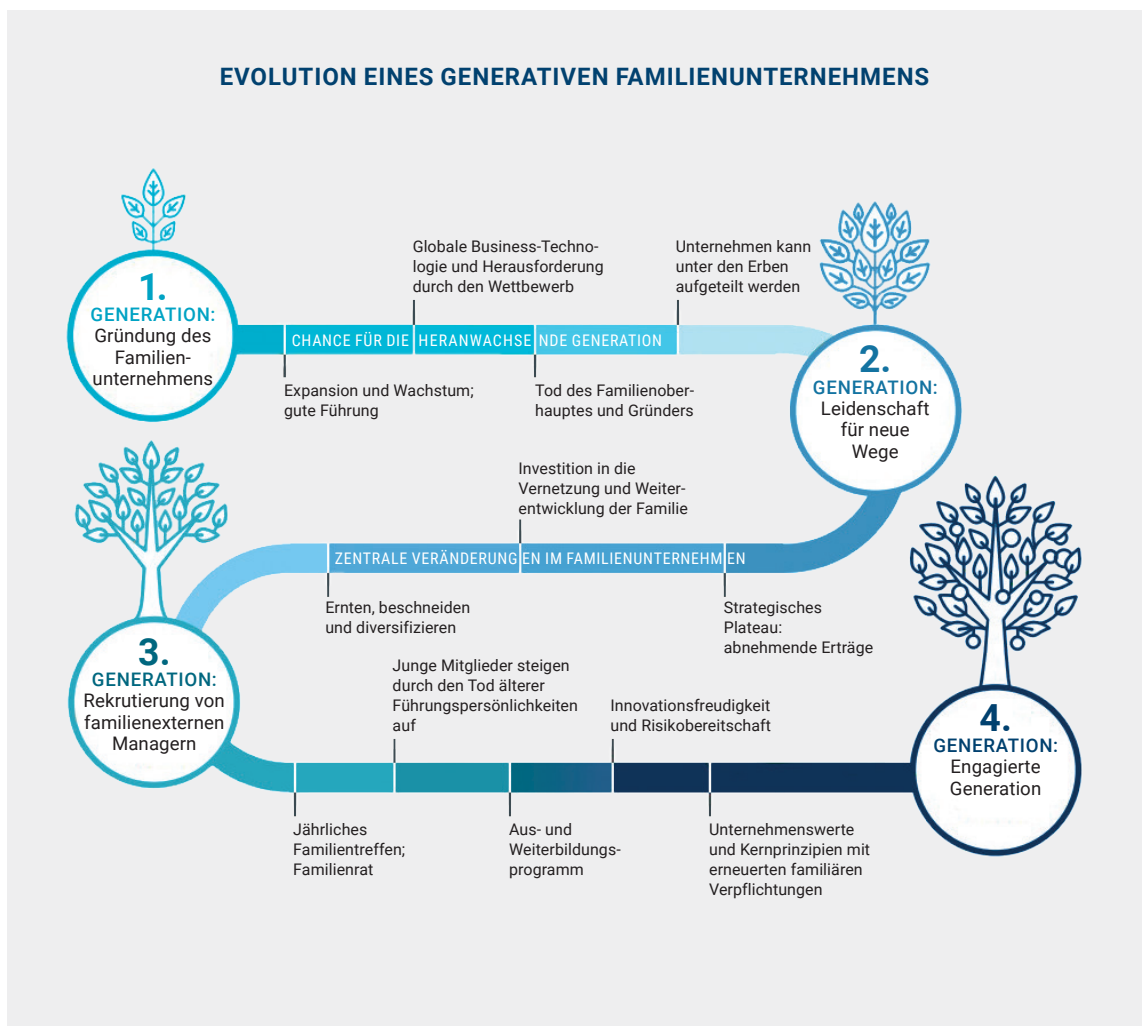 EVOLUTION EINES GENERATIVEN FAMILIENUNTERNEHMENS
1.
GENERATION:
Gründung des
Familien-
unternehmens
Globale Business-Techno-
logie und Herausforderung
durch den Wettbewerb
Unternehmen kann
unter den Erben
aufgeteilt werden
CHANCE FÜR DIE HERANWACHSENDE GENERATION
Expansion und Wachstum;
gute Führung
Tod des Familienober-
hauptes und Gründers
2.
GENERATION:
Leidenschaft
für neue
Wege
Investition in die
Vernetzung und Weiter-
entwicklung der Familie
ZENTRALE VERÄNDERUNGEN IM FAMILIENUNTERNEHMEN
Ernten, beschneiden
und diversifizieren
Strategisches
Plateau:
abnehmende Erträge
3.
GENERATION:
Rekrutierung von
familienexternen
Managern
Junge Mitglieder steigen
durch den Tod älterer
Führungspersönlichkeiten
auf
Innovationsfreudigkeit
und Risikobereitschaft
Jährliches
Familientreffen;
Familienrat
Aus- und
Weiterbildungs-
programm
Unternehmenswerte
und Kernprinzipien mit
erneuerten familiären
Verpflichtungen
4.
GENERATION:
Engagierte
Generation